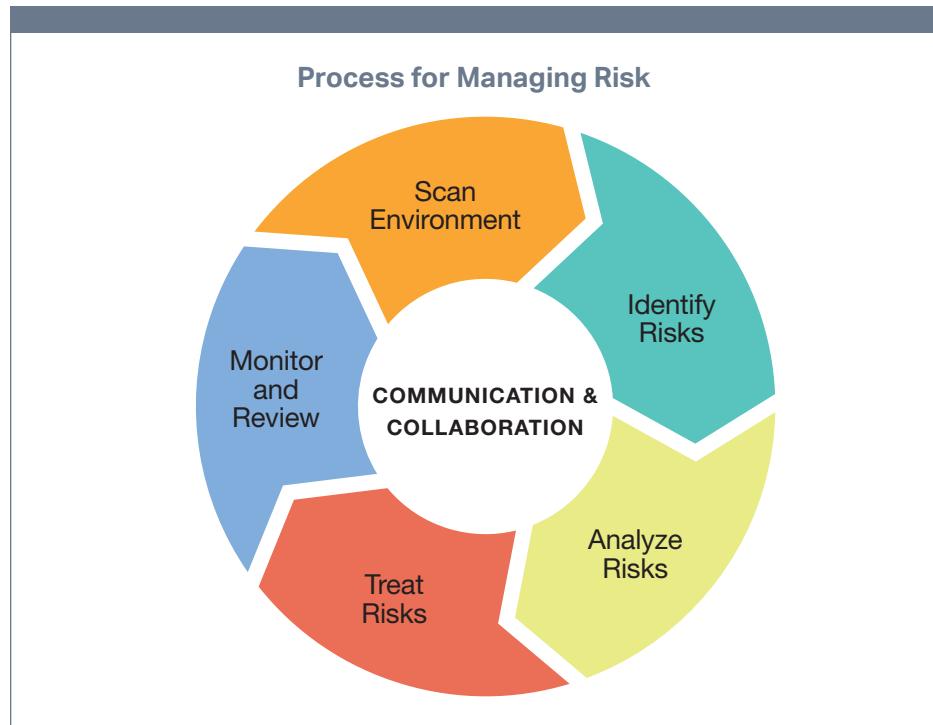 Process for Managing Risk
Scan
Environment
Identify
Risks
Analyze
Risks
Treat
Risks
Monitor
and
Review
COMMUNICATION &
COLLABORATION